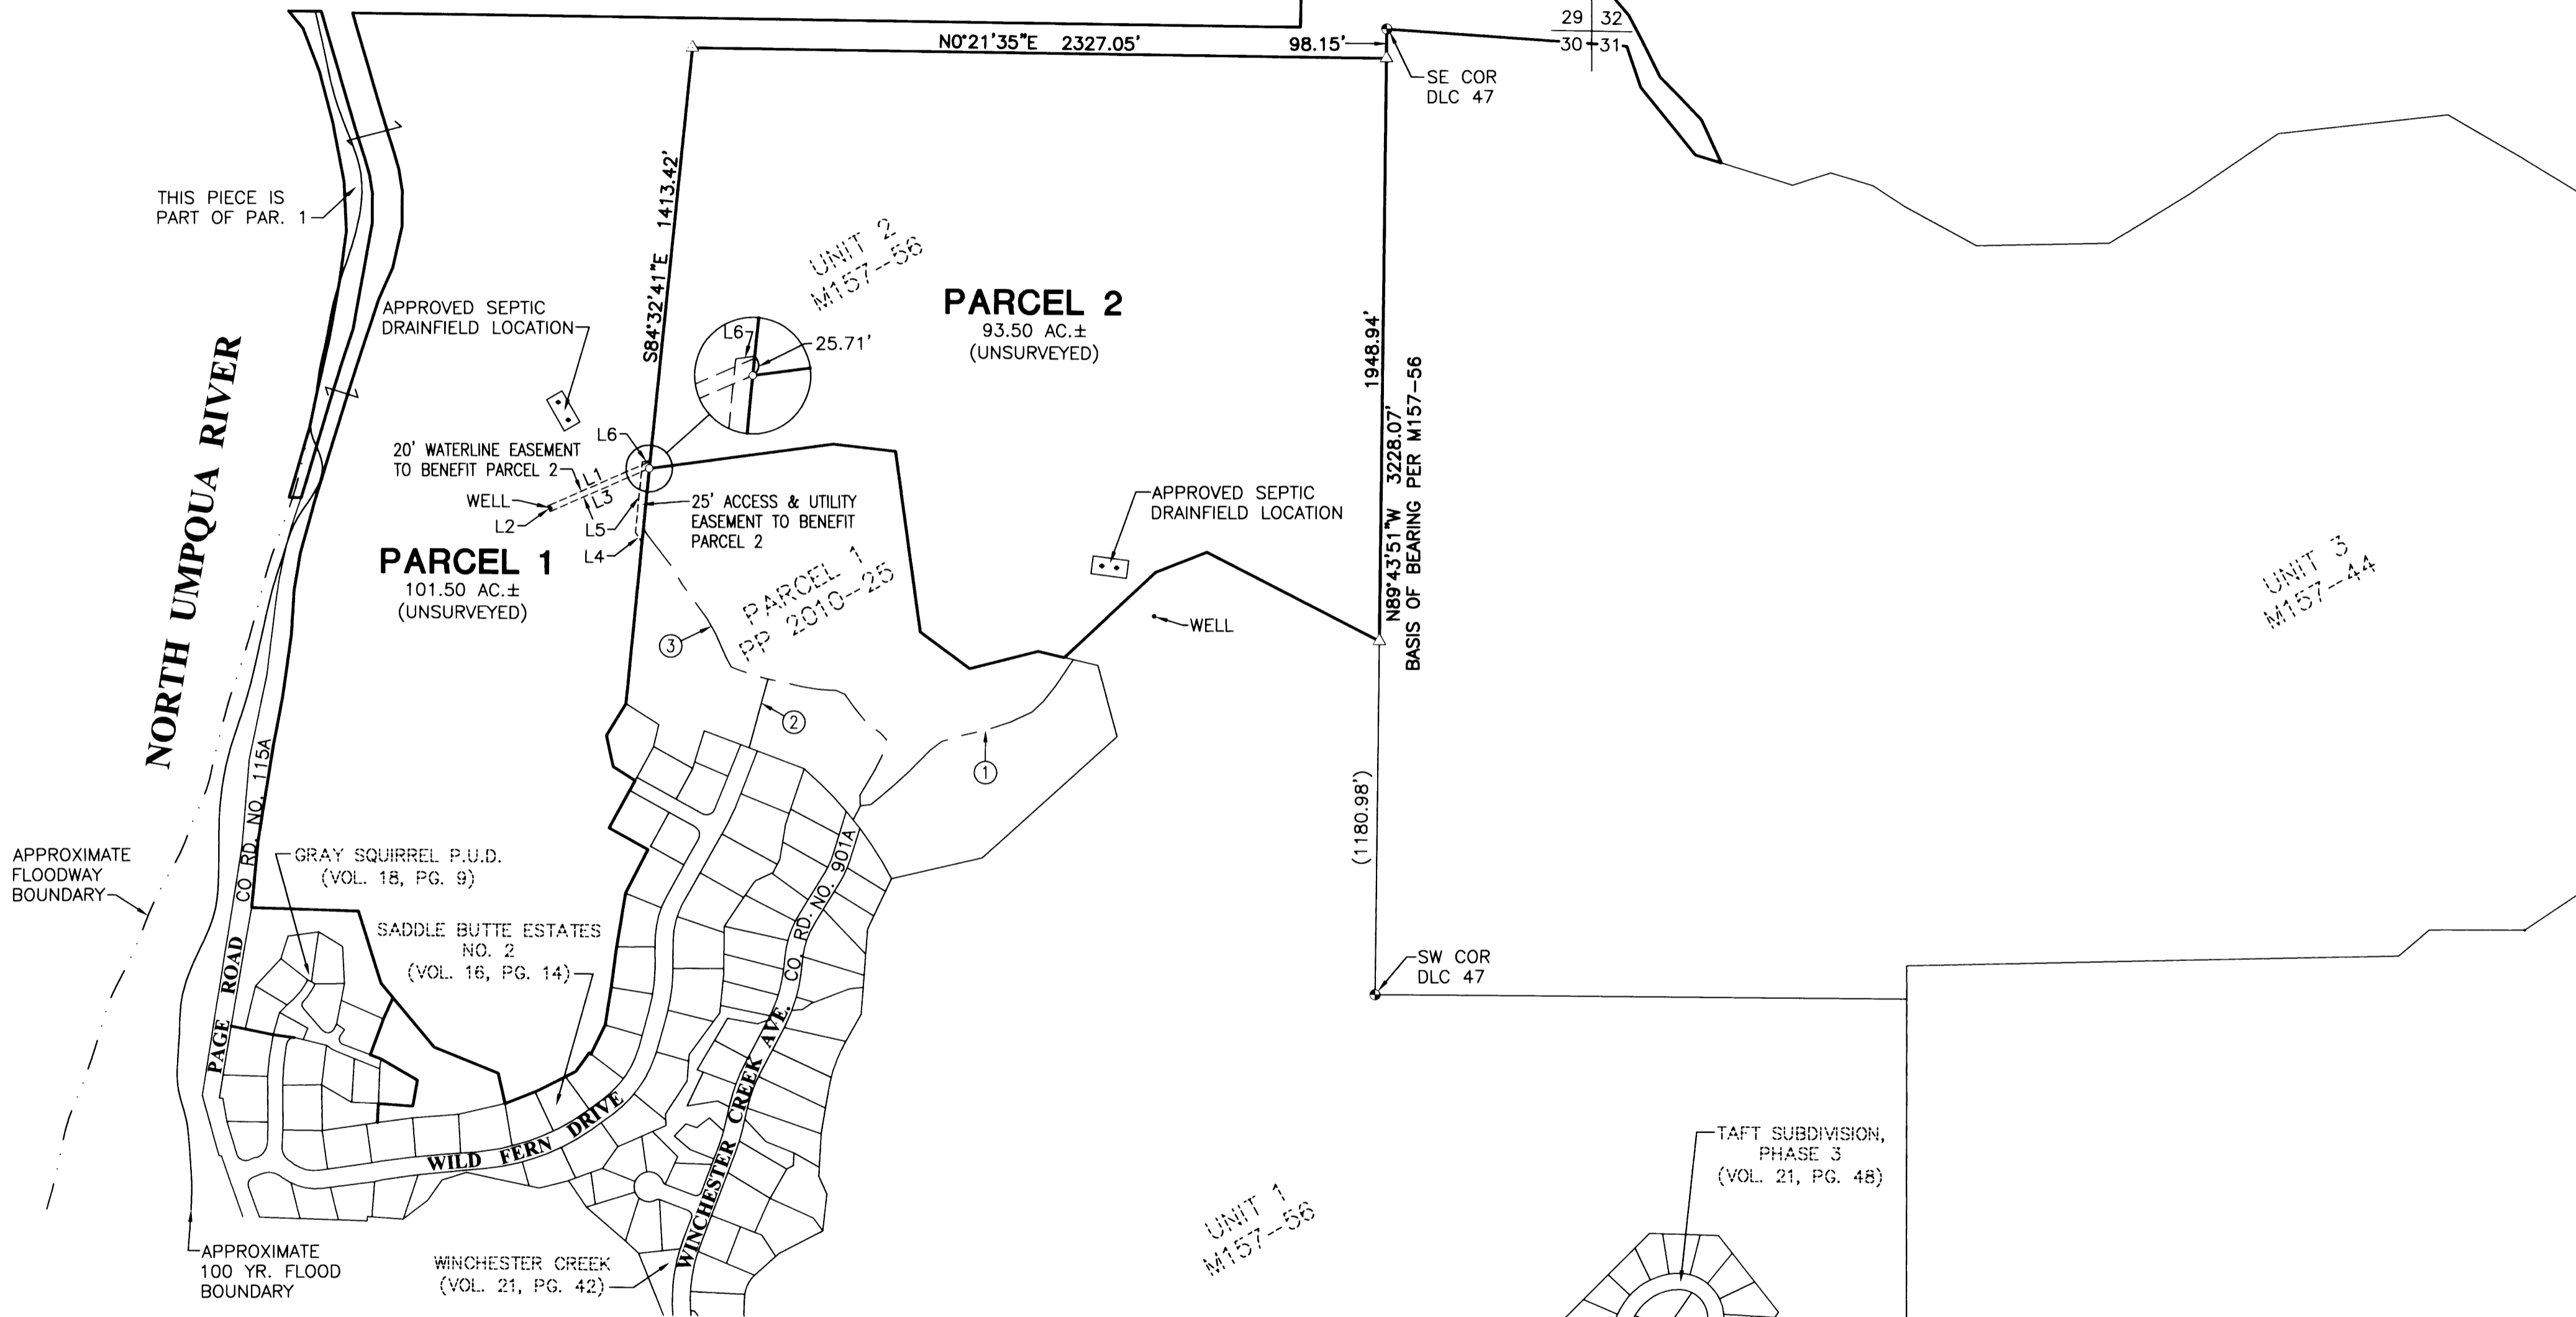 29 32
30 31
N0°21'35"E 2327.05'
98.15'
SE COR
DLC 47
THIS PIECE IS
PART OF PAR. 1
S84°32'41"E 1413.42'
UNIT 2
M157-56
PARCEL 2
93.50 AC.±
(UNSURVEYED)
APPROVED SEPTIC
DRAINFIELD LOCATION
L6
25.71'
1948.94'
N89°43'51"W 3228.07'
BASIS OF BEARING PER M157-56
NORTH UMPQUA RIVER
L6
20' WATERLINE EASEMENT
TO BENEFIT PARCEL 2
L1
L3
WELL
L2
L5
L4
25' ACCESS & UTILITY
EASEMENT TO BENEFIT
PARCEL 2
APPROVED SEPTIC
DRAINFIELD LOCATION
PARCEL 1
101.50 AC.±
(UNSURVEYED)
PARCEL 1
PP 2010-25
UNIT 3
M157-44
WELL
3
2
1
(1180.98')
PAGE ROAD CO RD. NO. 115A
APPROXIMATE
FLOODWAY
BOUNDARY
GRAY SQUIRREL P.U.D.
(VOL. 18, PG. 9)
SADDLE BUTTE ESTATES
NO. 2
(VOL. 16, PG. 14)
SW COR
DLC 47
WINCHESTER CREEK AVE. CO. RD. NO. 901A
WILD FERN DRIVE
TAFT SUBDIVISION,
PHASE 3
(VOL. 21, PG. 48)
UNIT 1
M157-56
APPROXIMATE
100 YR. FLOOD
BOUNDARY
WINCHESTER CREEK
(VOL. 21, PG. 42)